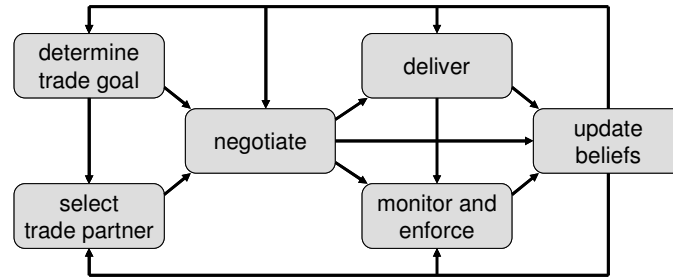 determine
trade goal
deliver
negotiate
update
beliefs
select
trade partner
monitor and
enforce